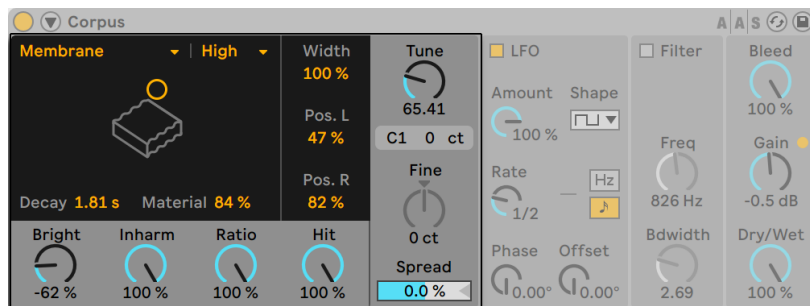 Corpus
A A S
Membrane High
Width
100 %
Pos. L
47 %
Pos. R
82 %
Decay 1.81 s Material 84 %
Bright Inharm Ratio Hit
-62 % 100 % 100 % 100 %
Tune
65.41
C1 0 ct
Fine
0 ct
Spread
0.0 %
LFO
Amount Shape
100 %
Rate
1/2
Hz
Phase Offset
0.00° 0.00°
Filter
Freq
826 Hz
Bdwidth
2.69
Bleed
100 %
Gain
-0.5 dB
Dry/Wet
100 %